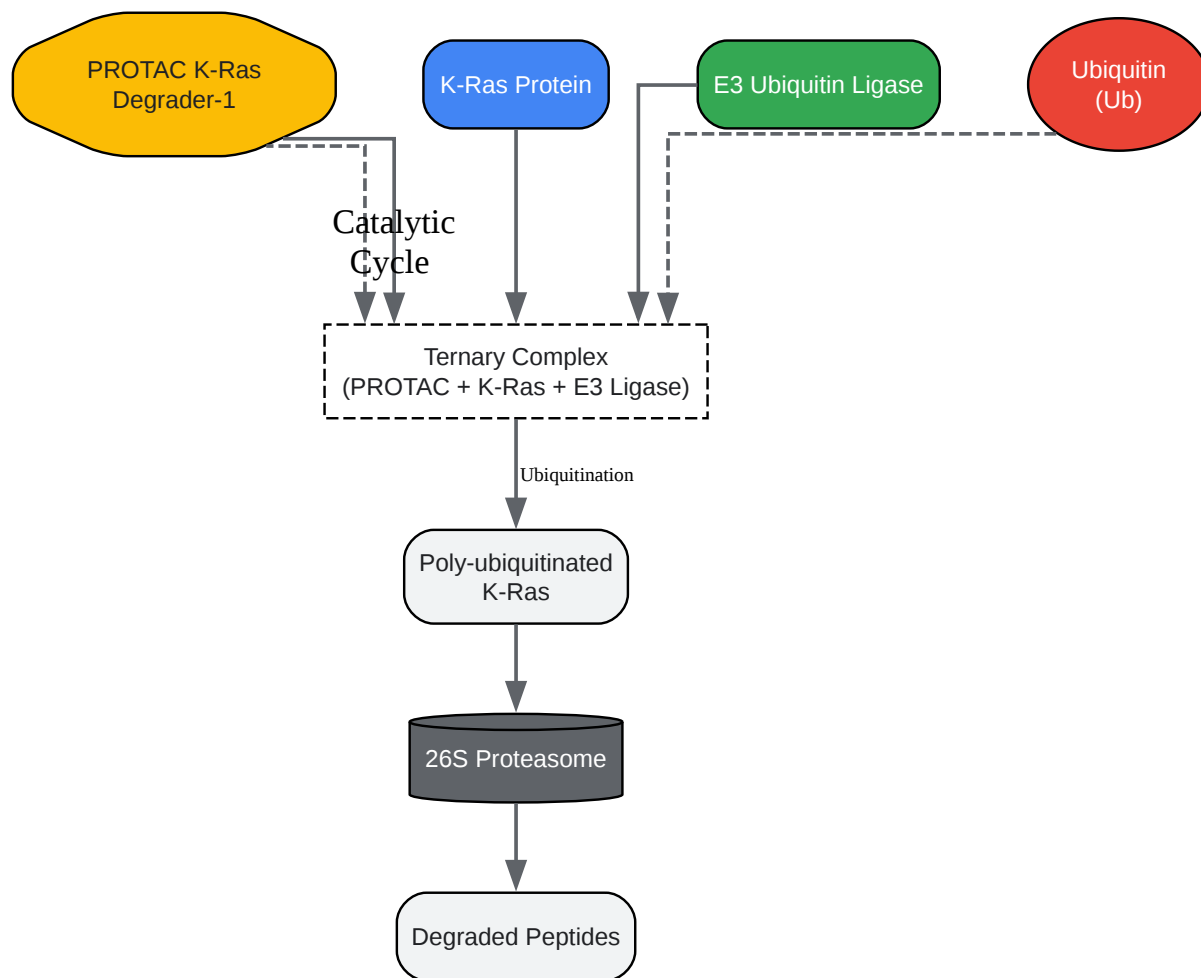 PROTAC K-Ras
Degrader-1
K-Ras Protein
E3 Ubiquitin Ligase
Ubiquitin
(Ub)
Catalytic
Cycle
Ternary Complex
(PROTAC + K-Ras + E3 Ligase)
Ubiquitination
Poly-ubiquitinated
K-Ras
26S Proteasome
Degraded Peptides